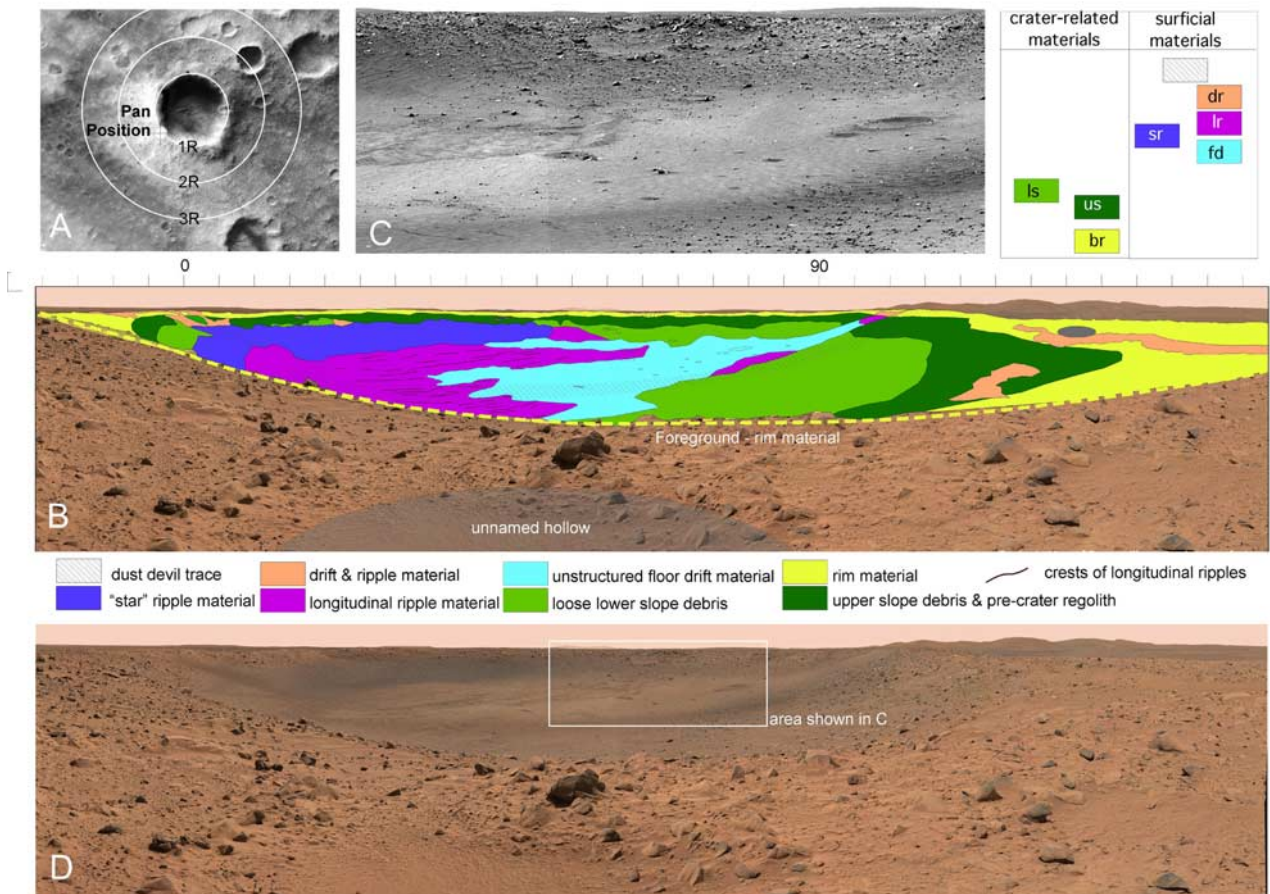 Pan
Position
1R
2R
3R
A
C
crater-related
materials
surficial
materials
dr
lr
sr
fd
ls
us
br
0
90
Foreground - rim material
B
unnamed hollow
dust devil trace
drift & ripple material
unstructured floor drift material
rim material
crests of longitudinal ripples
"star" ripple material
longitudinal ripple material
loose lower slope debris
upper slope debris & pre-crater regolith
area shown in C
D